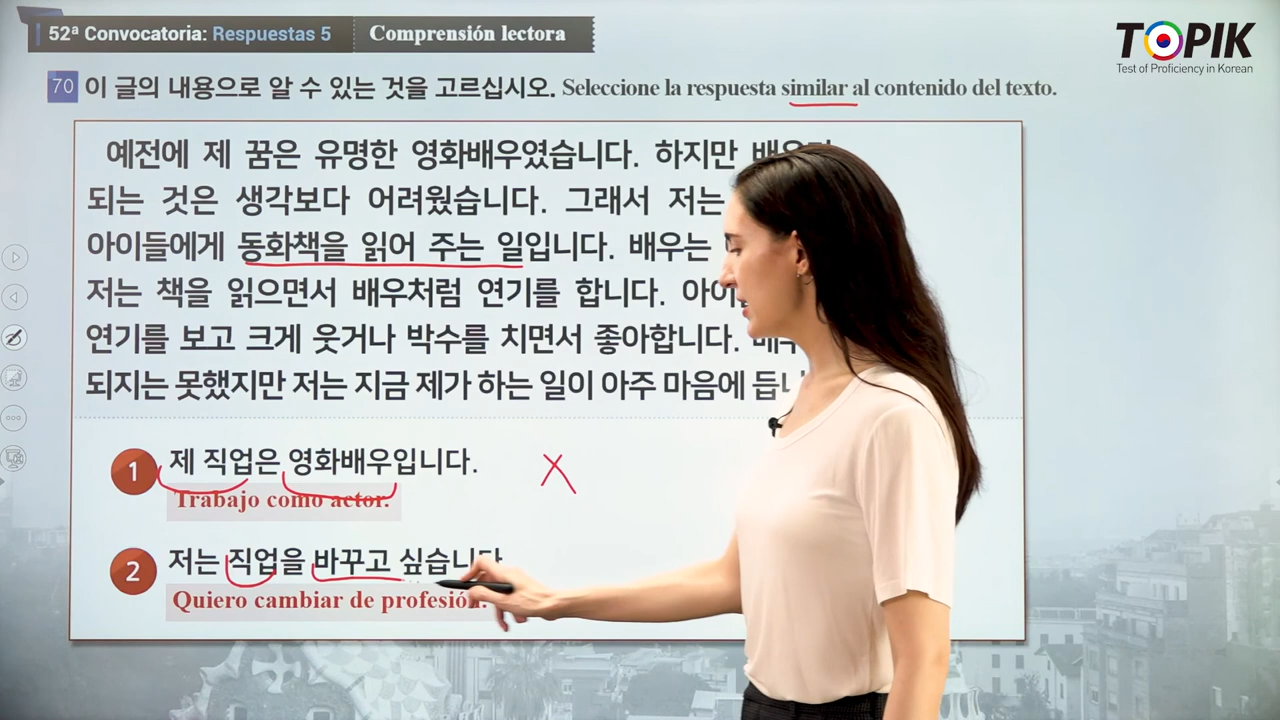 52ª Convocatoria: Respuestas 5 Comprensión lectora
TOPIK
Test of Proficiency in Korean
70 이 글의 내용으로 알 수 있는 것을 고르십시오. Seleccione la respuesta similar al contenido del texto.
예전에 제 꿈은 유명한 영화배우였습니다. 하지만
되는 것은 생각보다 어려웠습니다. 그래서 저는
아이들에게 동화책을 읽어 주는 일입니다. 배우는
저는 책을 읽으면서 배우처럼 연기를 합니다.
연기를 보고 크게 웃거나 박수를 치면서 좋아합니다.
되지는 못했지만 저는 지금 제가 하는 일이 아주 마음에
1 제 직업은 영화배우입니다.
Trabajo como actor.
2 저는 직업을 바꾸고 싶습니다
Quiero cambiar de profesión.